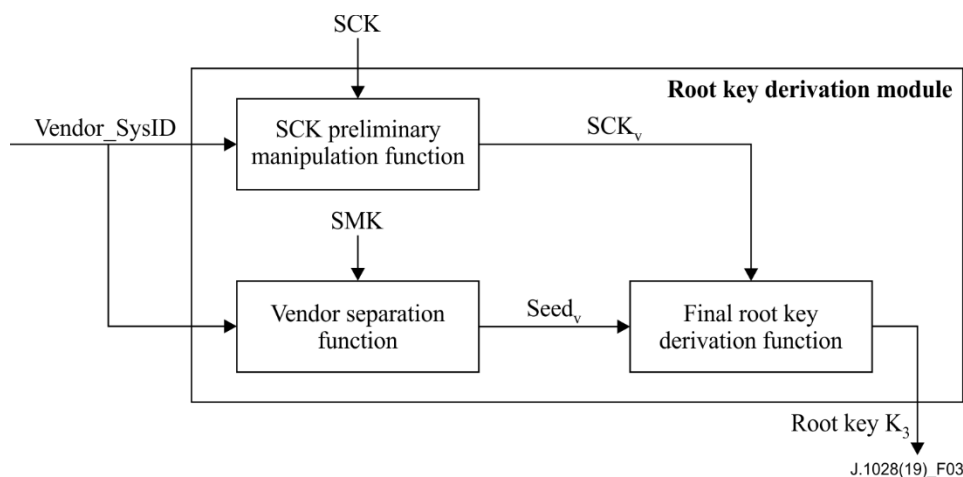 SCK
Root key derivation module
Vendor_SysID
SCK preliminary
manipulation function
SCKᵥ
SMK
Vendor separation
function
Seedᵥ
Final root key
derivation function
Root key K₃
J.1028(19)_F03